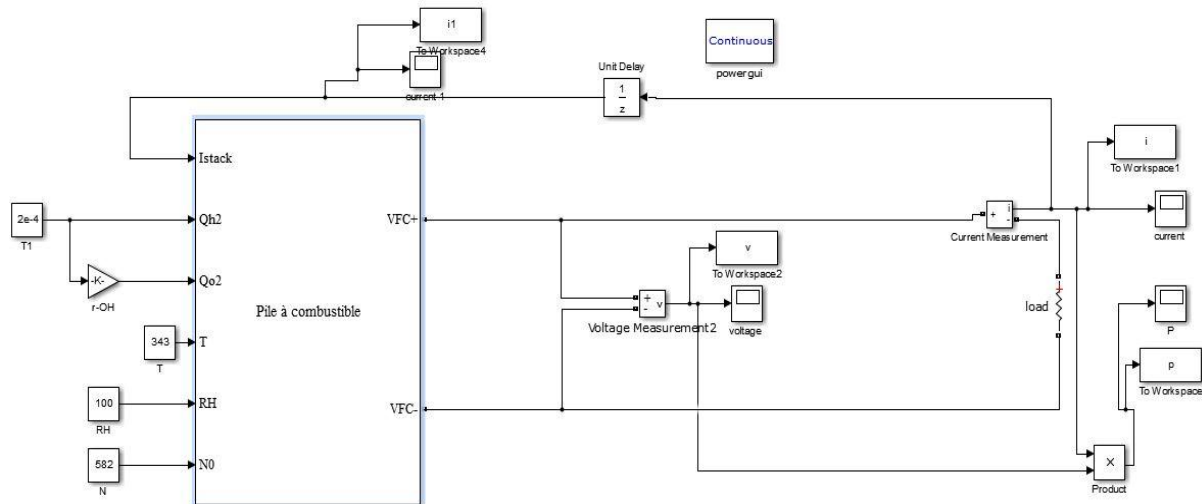 i1
To Workspace4
current 1
Continuous
powergui
Unit Delay
1
z
Istack
2e-4
T1
Qh2
-K-
r-OH
Qo2
Pile à combustible
343
T
T
100
RH
RH
582
N
N0
VFC+
VFC-
v
To Workspace2
+
-
v
Voltage Measurement2
voltage
+
i
-
Current Measurement
i
To Workspace1
current
+
load
P
p
To Workspace
X
Product